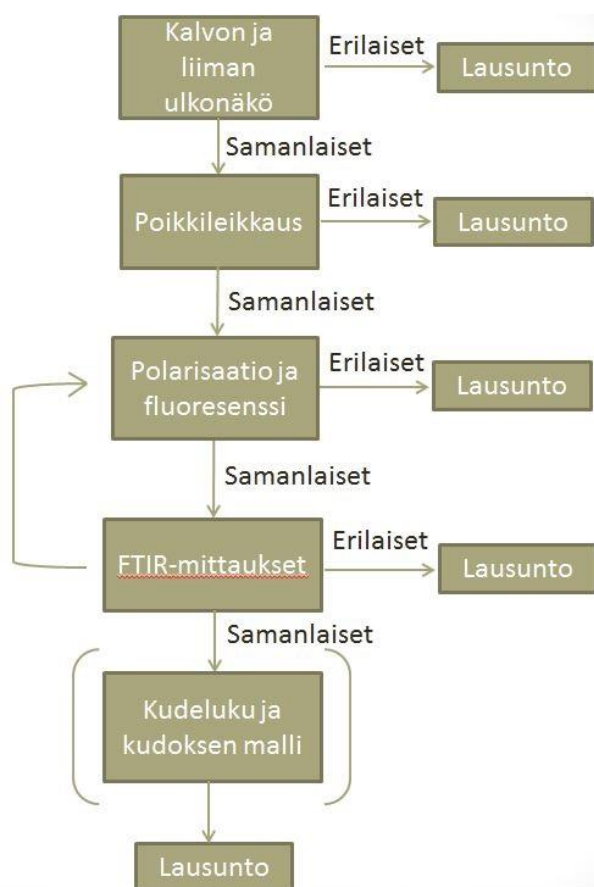 Kalvon ja
liiman
ulkonäkö
Erilaiset
Lausunto
Samanlaiset
Poikkileikkaus
Erilaiset
Lausunto
Samanlaiset
Polarisaatio ja
fluoresenssi
Erilaiset
Lausunto
Samanlaiset
FTIR-mittaukset
Erilaiset
Lausunto
Samanlaiset
Kudeluku ja
kudoksen malli
Lausunto